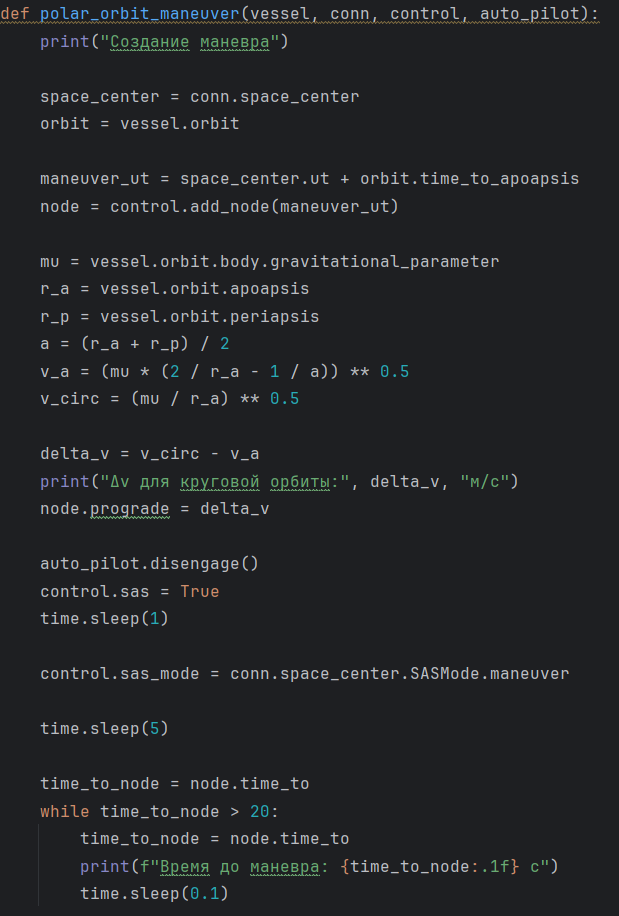 def polar_orbit_maneuver(vessel, conn, control, auto_pilot):
    print("Создание маневра")

    space_center = conn.space_center
    orbit = vessel.orbit

    maneuver_ut = space_center.ut + orbit.time_to_apoapsis
    node = control.add_node(maneuver_ut)

    mu = vessel.orbit.body.gravitational_parameter
    r_a = vessel.orbit.apoapsis
    r_p = vessel.orbit.periapsis
    a = (r_a + r_p) / 2
    v_a = (mu * (2 / r_a - 1 / a)) ** 0.5
    v_circ = (mu / r_a) ** 0.5

    delta_v = v_circ - v_a
    print("Δv для круговой орбиты:", delta_v, "м/с")
    node.prograde = delta_v

    auto_pilot.disengage()
    control.sas = True
    time.sleep(1)

    control.sas_mode = conn.space_center.SASMode.maneuver

    time.sleep(5)

    time_to_node = node.time_to
    while time_to_node > 20:
        time_to_node = node.time_to
        print(f"Время до маневра: {time_to_node:.1f} с")
        time.sleep(0.1)